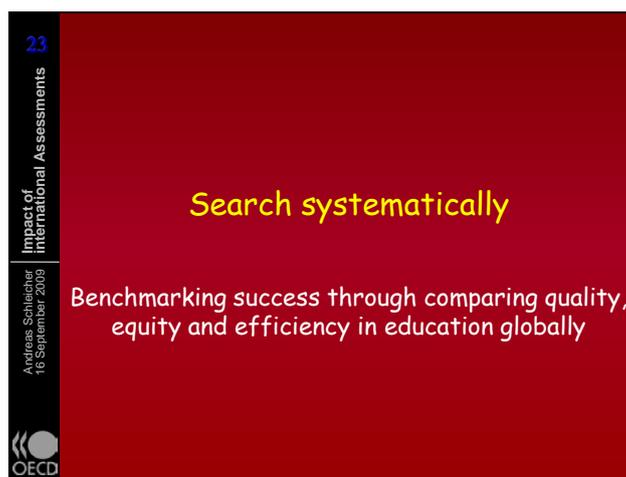 23
Impact of
international Assessments
Andreas Schleicher
16 September 2009
OECD
Search systematically
Benchmarking success through comparing quality,
equity and efficiency in education globally